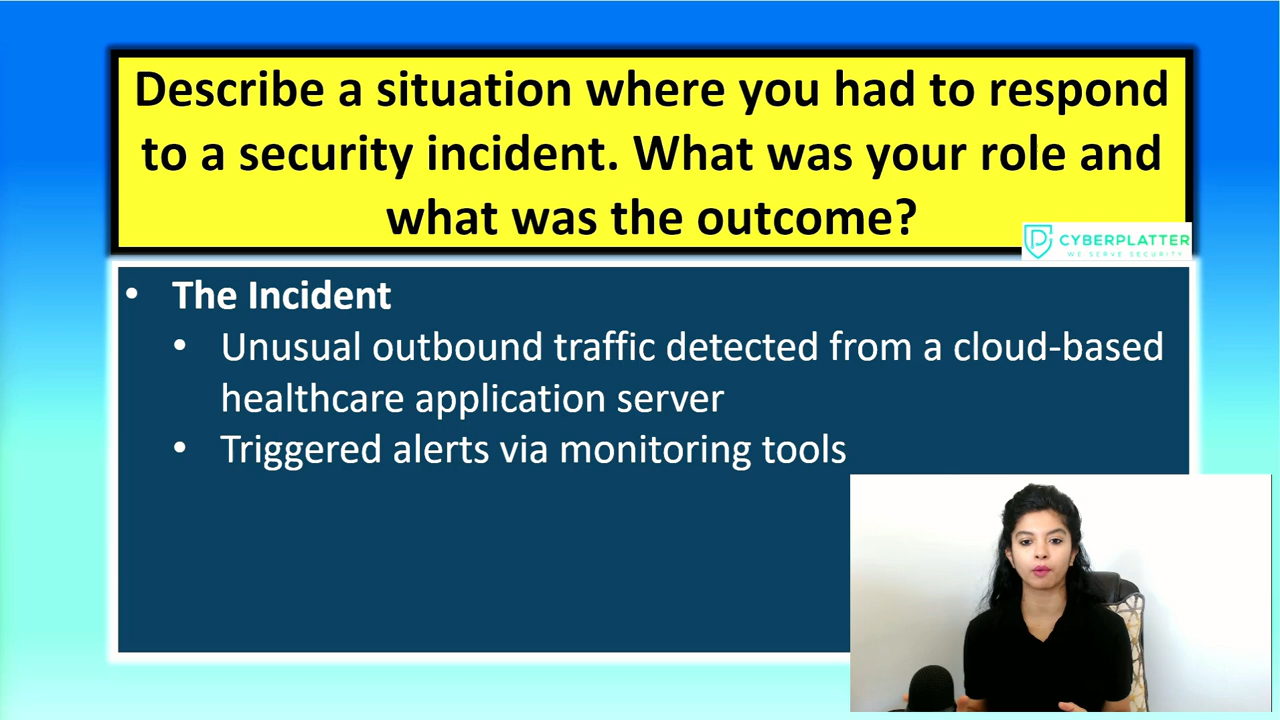 Describe a situation where you had to respond
to a security incident. What was your role and
what was the outcome?
CYBERPLATTER
WE SERVE SECURITY
• The Incident
• Unusual outbound traffic detected from a cloud-based
healthcare application server
• Triggered alerts via monitoring tools